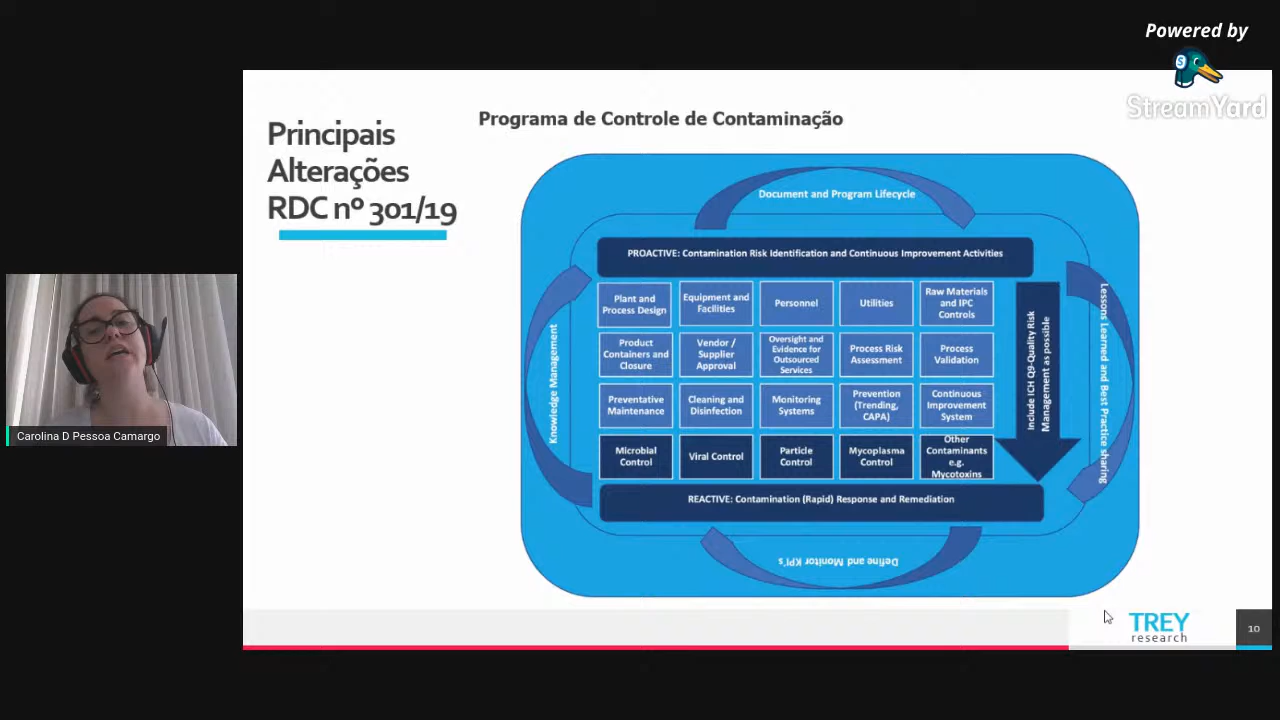 Powered by
StreamYard
Programa de Controle de Contaminação
Principais
Alterações
RDC nº 301/19
Document and Program Lifecycle
PROACTIVE: Contamination Risk Identification and Continuous Improvement Activities
Plant and
Process Design
Equipment and
Facilities
Personnel
Utilities
Raw Materials
and IPC
Controls
Product
Containers and
Closure
Vendor /
Supplier
Approval
Oversight and
Evidence for
Outsourced
Services
Process Risk
Assessment
Process
Validation
Preventative
Maintenance
Cleaning and
Disinfection
Monitoring
Systems
Prevention
(Trending,
CAPA)
Continuous
Improvement
System
Microbial
Control
Viral Control
Particle
Control
Mycoplasma
Control
Other
Contaminants
e.g.
Mycotoxins
REACTIVE: Contamination (Rapid) Response and Remediation
Include ICH Q9-Quality Risk
Management as possible
Knowledge Management
Lessons Learned and Best Practice sharing
Define and Monitor KPI's
Carolina D Pessoa Camargo
TREY
research
10